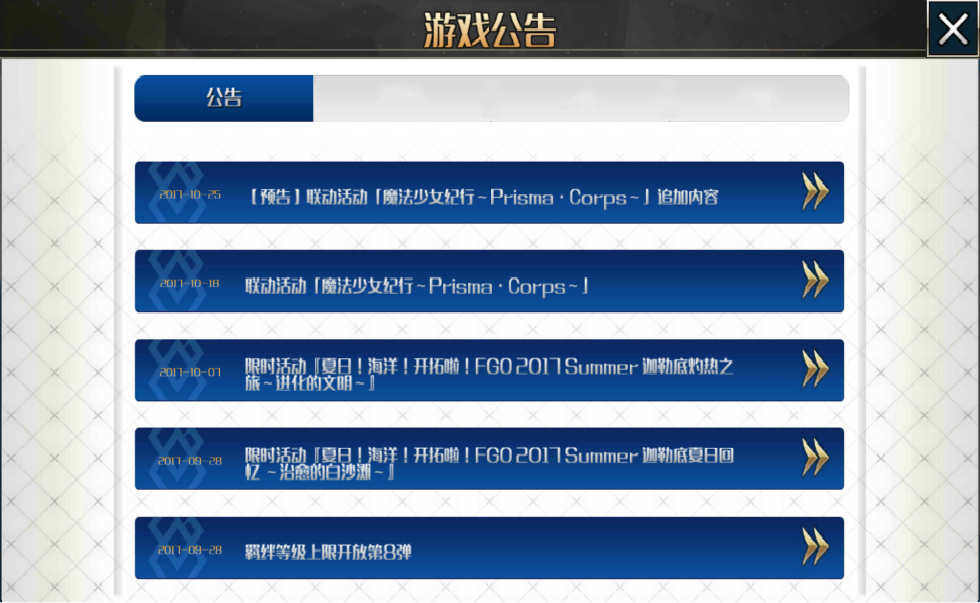 游戏公告
公告
2017-10-25
【预告】联动活动「魔法少女纪行～Prisma·Corps～」追加内容
2017-10-18
联动活动「魔法少女纪行～Prisma·Corps～」
2017-10-01
限时活动『夏日！海洋！开拓啦！FGO 2017 Summer 迦勒底灼热之
旅～进化的文明～』
2017-09-28
限时活动『夏日！海洋！开拓啦！FGO 2017 Summer 迦勒底夏日回
忆 ～治愈的白沙滩～』
2017-09-28
羁绊等级上限开放第8弹